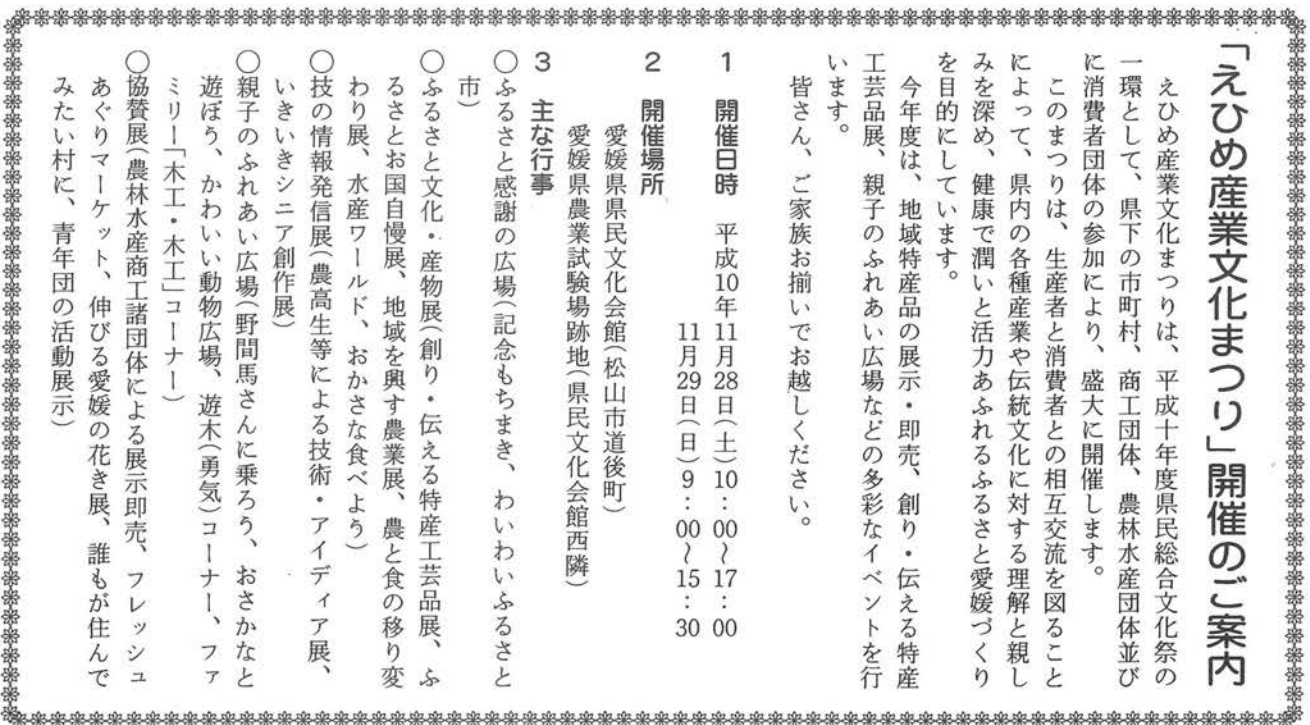 「えひめ産業文化まつり」開催のご案内
えひめ産業文化まつりは、平成十年度県民総合文化祭の
一環として、県下の市町村、商工団体、農林水産団体並び
に消費者団体の参加により、盛大に開催します。
このまつりは、生産者と消費者との相互交流を図ること
によって、県内の各種産業や伝統文化に対する理解と親し
みを深め、健康で潤いと活力あふれるふるさと愛媛づくり
を目的にしています。
今年度は、地域特産品の展示・即売、創り・伝える特産
工芸品展、親子のふれあい広場などの多彩なイベントを行
います。
皆さん、ご家族お揃いでお越しください。
1 開催日時 平成10年11月28日(土)10:00~17:00
11月29日(日)9:00~15:30
2 開催場所
愛媛県県民文化会館(松山市道後町)
愛媛県農業試験場跡地(県民文化会館西隣)
3 主な行事
○ふるさと感謝の広場(記念もちまき、わいわいふるさと
市)
○ふるさと文化・産物展(創り・伝える特産工芸品展、ふ
るさとお国自慢展、地域を興す農業展、農と食の移り変
わり展、水産ワールド、おかさな食べよう)
○技の情報発信展(農高生等による技術・アイディア展、
いきいきシニア創作展)
○親子のふれあい広場(野間馬さんに乗ろう、おさかなと
遊ぼう、かわいい動物広場、遊木(勇気)コーナー、ファ
ミリー「木工・木工」コーナー)
○協賛展(農林水産商工諸団体による展示即売、フレッシュ
あぐりマーケット、伸びる愛媛の花き展、誰もが住んで
みたい村に、青年団の活動展示)